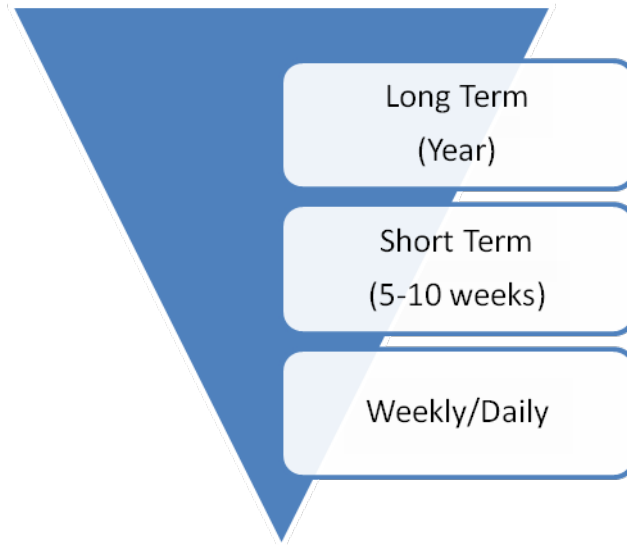 Long Term
(Year)
Short Term
(5-10 weeks)
Weekly/Daily